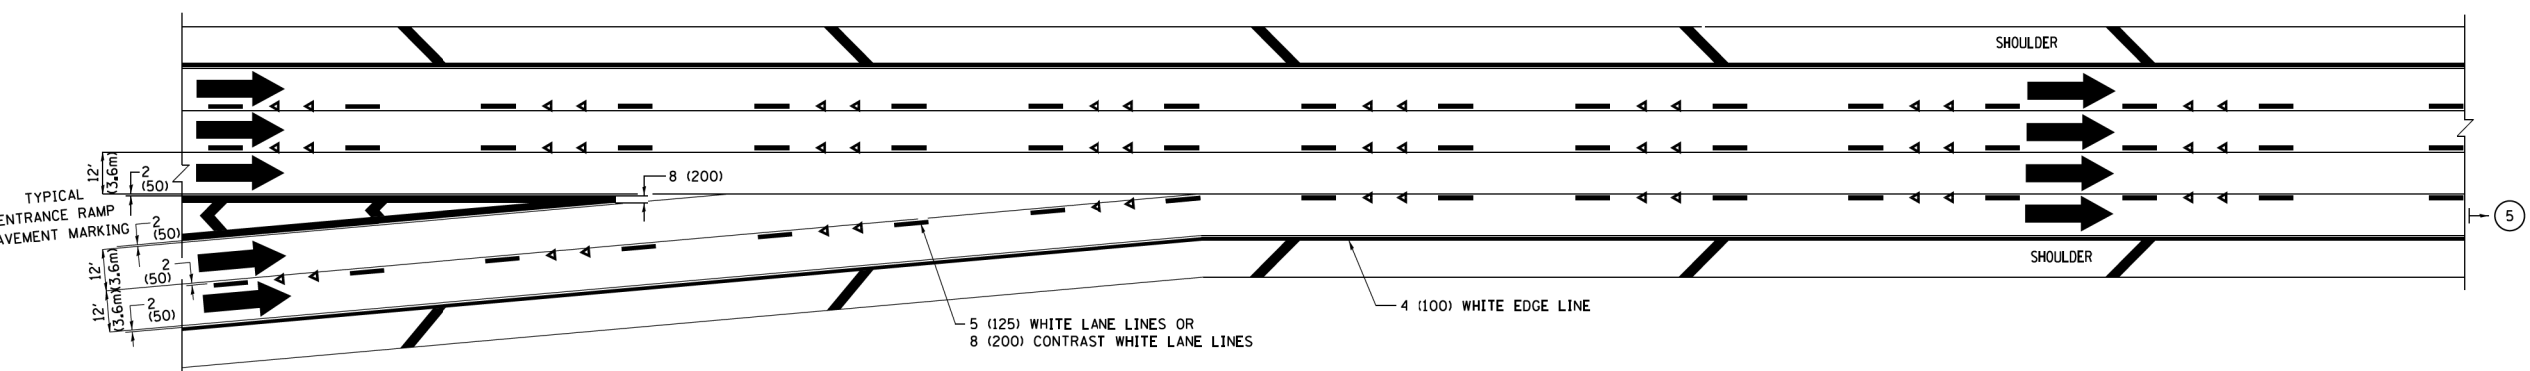 SHOULDER
12'
(3.6m)
2
(50)
8 (200)
TYPICAL
ENTRANCE RAMP
PAVEMENT MARKING
2
(50)
5
12'
(3.6m)
2
(50)
SHOULDER
12'
(3.6m)
2
(50)
4 (100) WHITE EDGE LINE
5 (125) WHITE LANE LINES OR
8 (200) CONTRAST WHITE LANE LINES